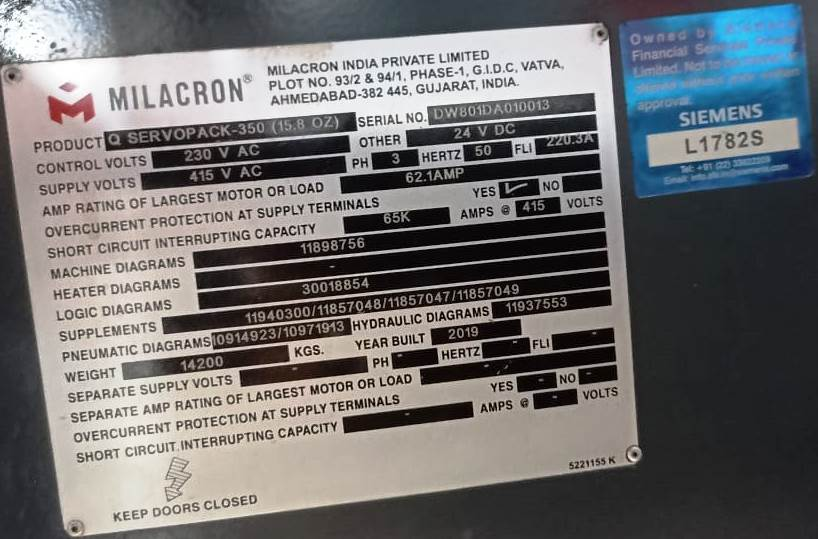 MILACRON®
MILACRON INDIA PRIVATE LIMITED
PLOT NO. 93/2 & 94/1, PHASE-1, G.I.D.C, VATVA,
AHMEDABAD-382 445, GUJARAT, INDIA.
PRODUCT Q SERVOPACK-350 (15.8 OZ) SERIAL NO. DW801DA010013
CONTROL VOLTS 230 V AC OTHER 24 V DC
SUPPLY VOLTS 415 V AC PH 3 HERTZ 50 FLI 220.3A
AMP RATING OF LARGEST MOTOR OR LOAD 62.1AMP
OVERCURRENT PROTECTION AT SUPPLY TERMINALS YES ✓ NO
SHORT CIRCUIT INTERRUPTING CAPACITY 65K AMPS @ 415 VOLTS
MACHINE DIAGRAMS 11898756
HEATER DIAGRAMS -
LOGIC DIAGRAMS 30018854
SUPPLEMENTS 11940300/11857048/11857047/11857049
PNEUMATIC DIAGRAMS 10914923/10971913 HYDRAULIC DIAGRAMS 11937553
WEIGHT 14200 KGS. YEAR BUILT 2019
SEPARATE SUPPLY VOLTS - PH - HERTZ - FLI -
SEPARATE AMP RATING OF LARGEST MOTOR OR LOAD -
OVERCURRENT PROTECTION AT SUPPLY TERMINALS YES - NO -
SHORT CIRCUIT INTERRUPTING CAPACITY - AMPS @ - VOLTS
KEEP DOORS CLOSED
5221155 K
Owned by
Financial
Limited. Not to be
approval.
SIEMENS
L1782S